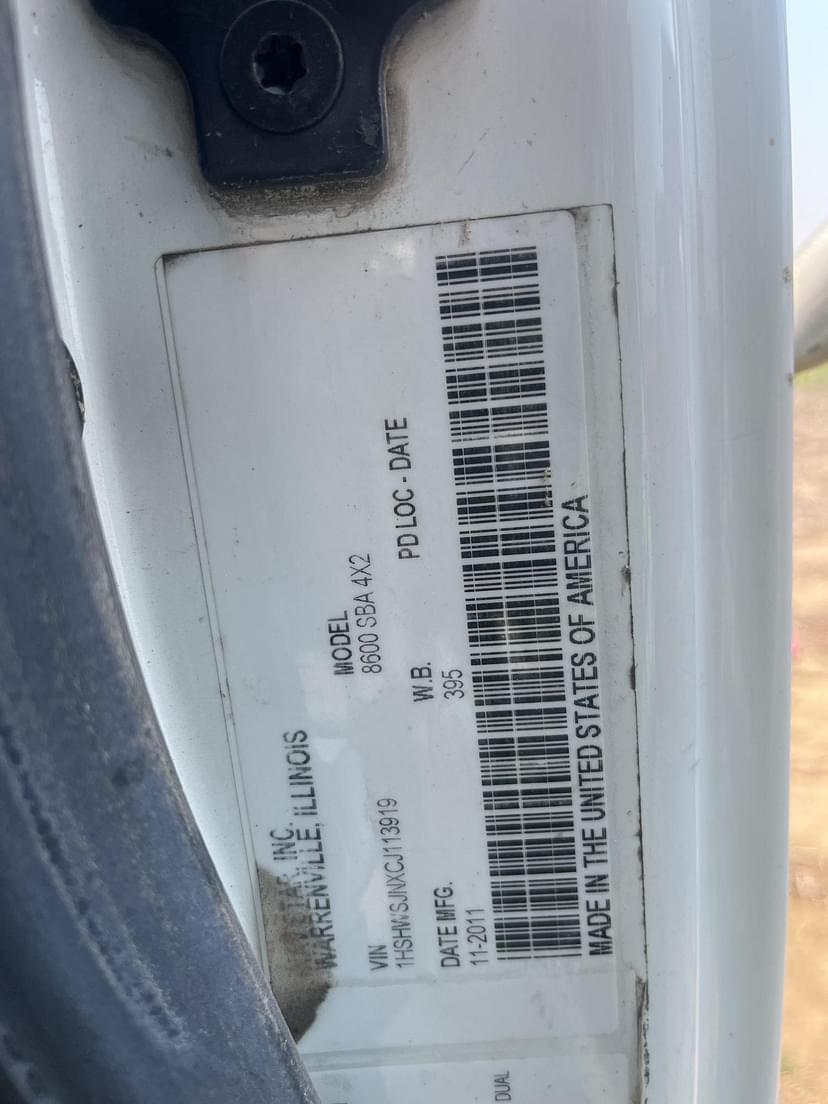 INC.
WARRENVILLE, ILLINOIS
MODEL
8600 SBA 4X2
VIN
1HSHWSJNXCJ113919
W.B.
395
PD LOC - DATE
DATE MFG.
11-2011
MADE IN THE UNITED STATES OF AMERICA
DUAL